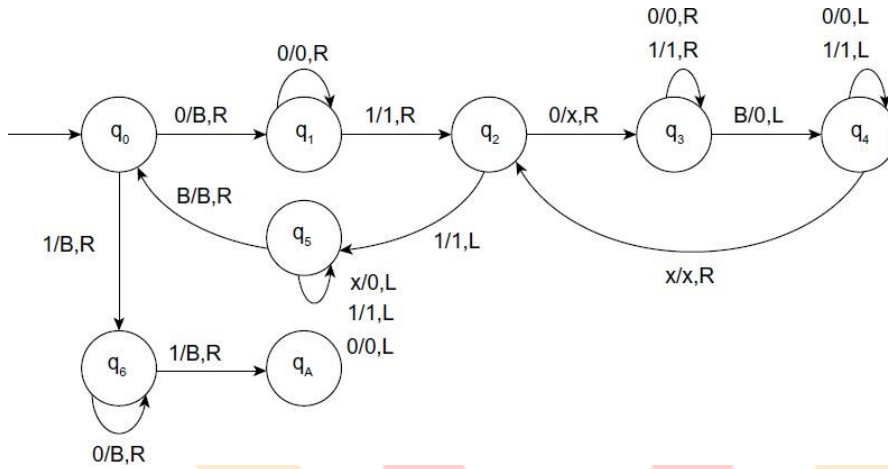 0/0,R
0/0,L
0/0,R
1/1,R
1/1,L
q0
0/B,R
q1
1/1,R
q2
0/x,R
q3
B/0,L
q4
B/B,R
q5
1/B,R
1/1,L
x/x,R
x/0,L
1/1,L
0/0,L
q6
1/B,R
qA
0/B,R